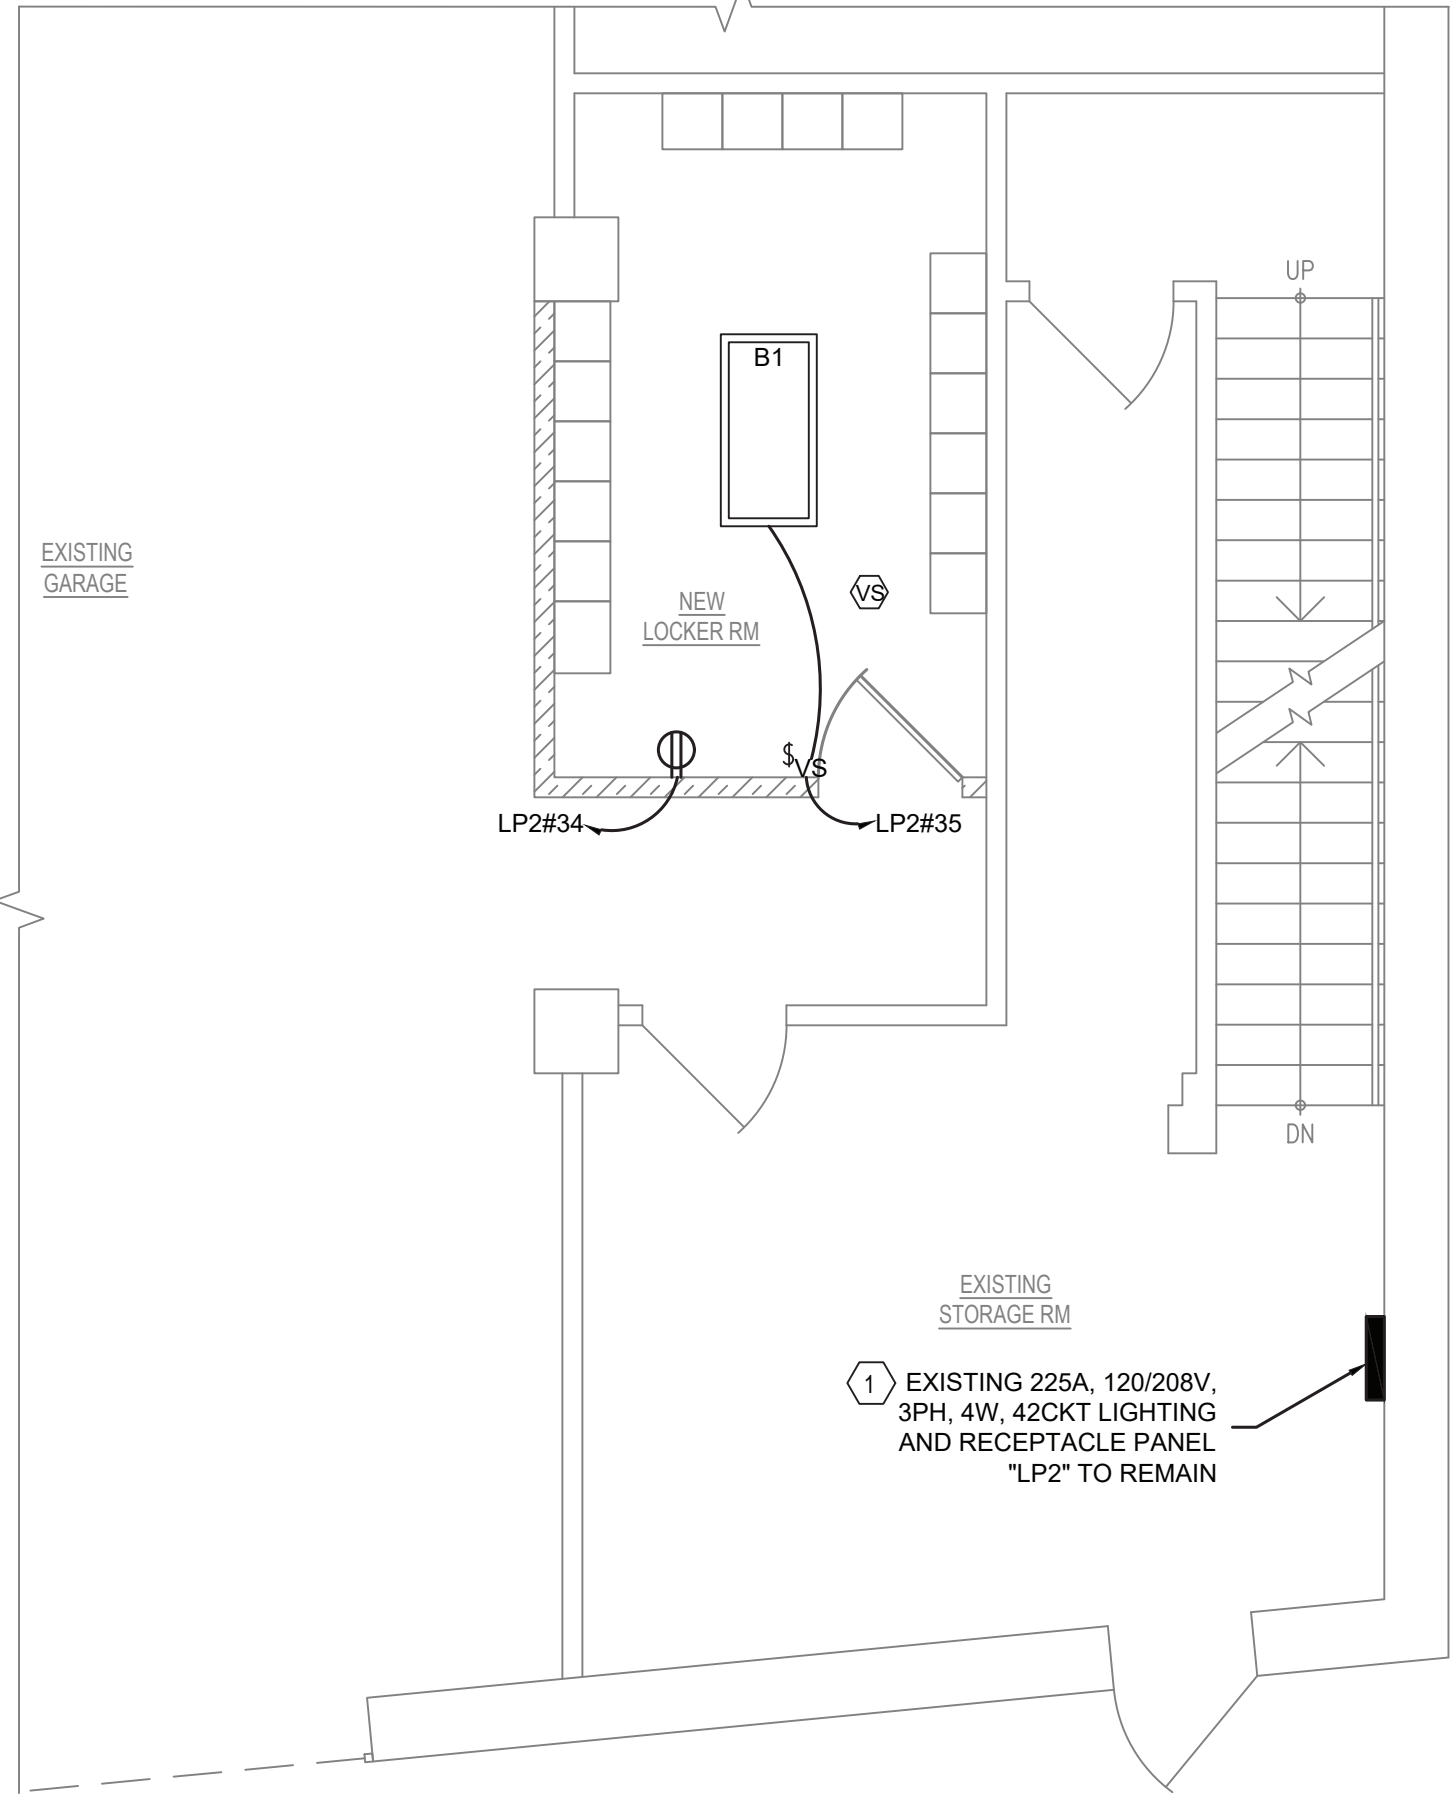 UP
B1
EXISTING
GARAGE
NEW
LOCKER RM
VS
$VS
LP2#34
LP2#35
DN
EXISTING
STORAGE RM
1 EXISTING 225A, 120/208V,
3PH, 4W, 42CKT LIGHTING
AND RECEPTACLE PANEL
"LP2" TO REMAIN